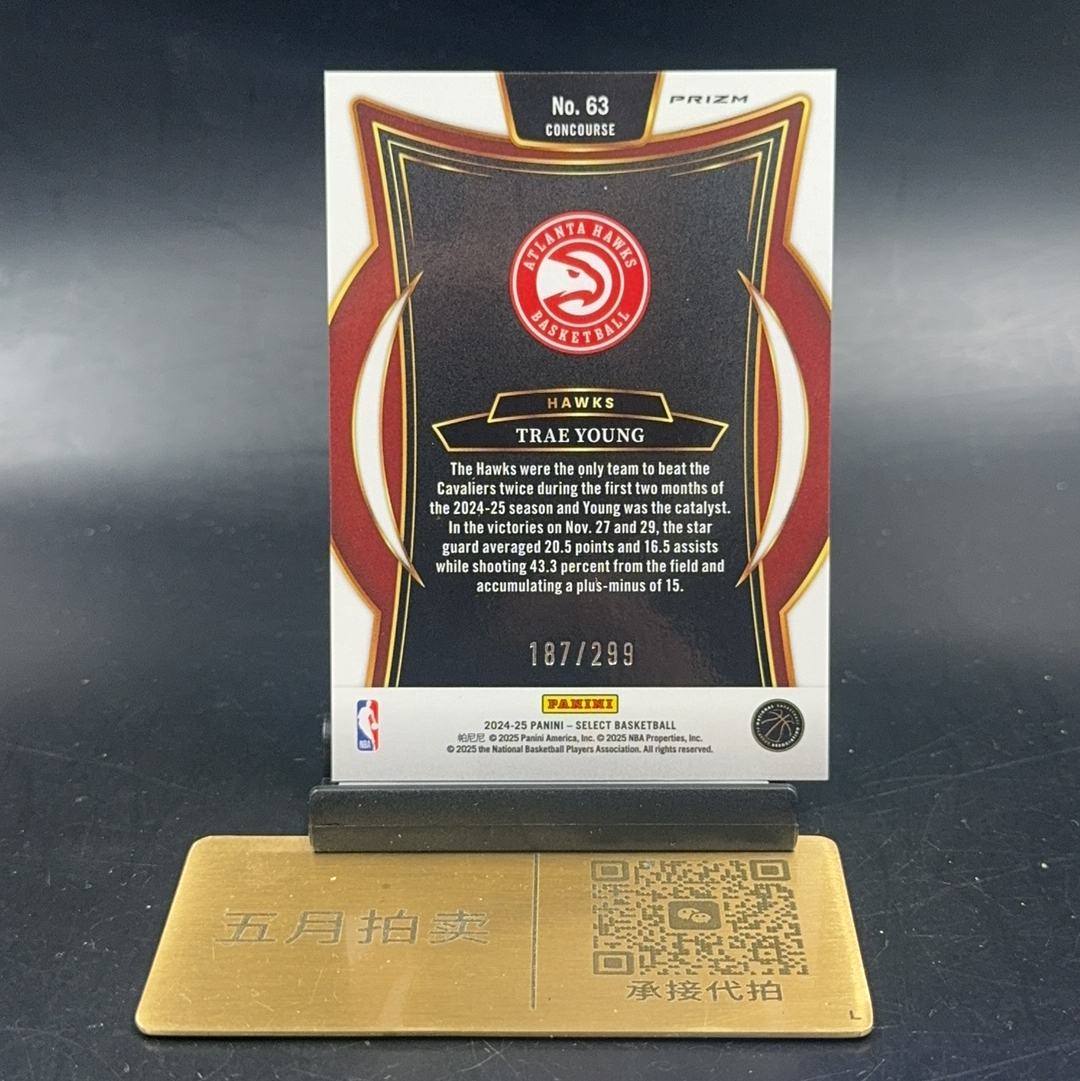 No. 63
CONCOURSE
PRIZM
ATLANTA HAWKS
BASKETBALL
HAWKS
TRAE YOUNG
The Hawks were the only team to beat the
Cavaliers twice during the first two months of
the 2024-25 season and Young was the catalyst.
In the victories on Nov. 27 and 29, the star
guard averaged 20.5 points and 16.5 assists
while shooting 43.3 percent from the field and
accumulating a plus-minus of 15.
187/299
PANINI
NBA
2024-25 PANINI – SELECT BASKETBALL
帕尼尼 © 2025 Panini America, Inc. © 2025 NBA Properties, Inc.
© 2025 the National Basketball Players Association. All rights reserved.
NATIONAL BASKETBALL
PLAYERS ASSOCIATION
五月拍卖
承接代拍
L